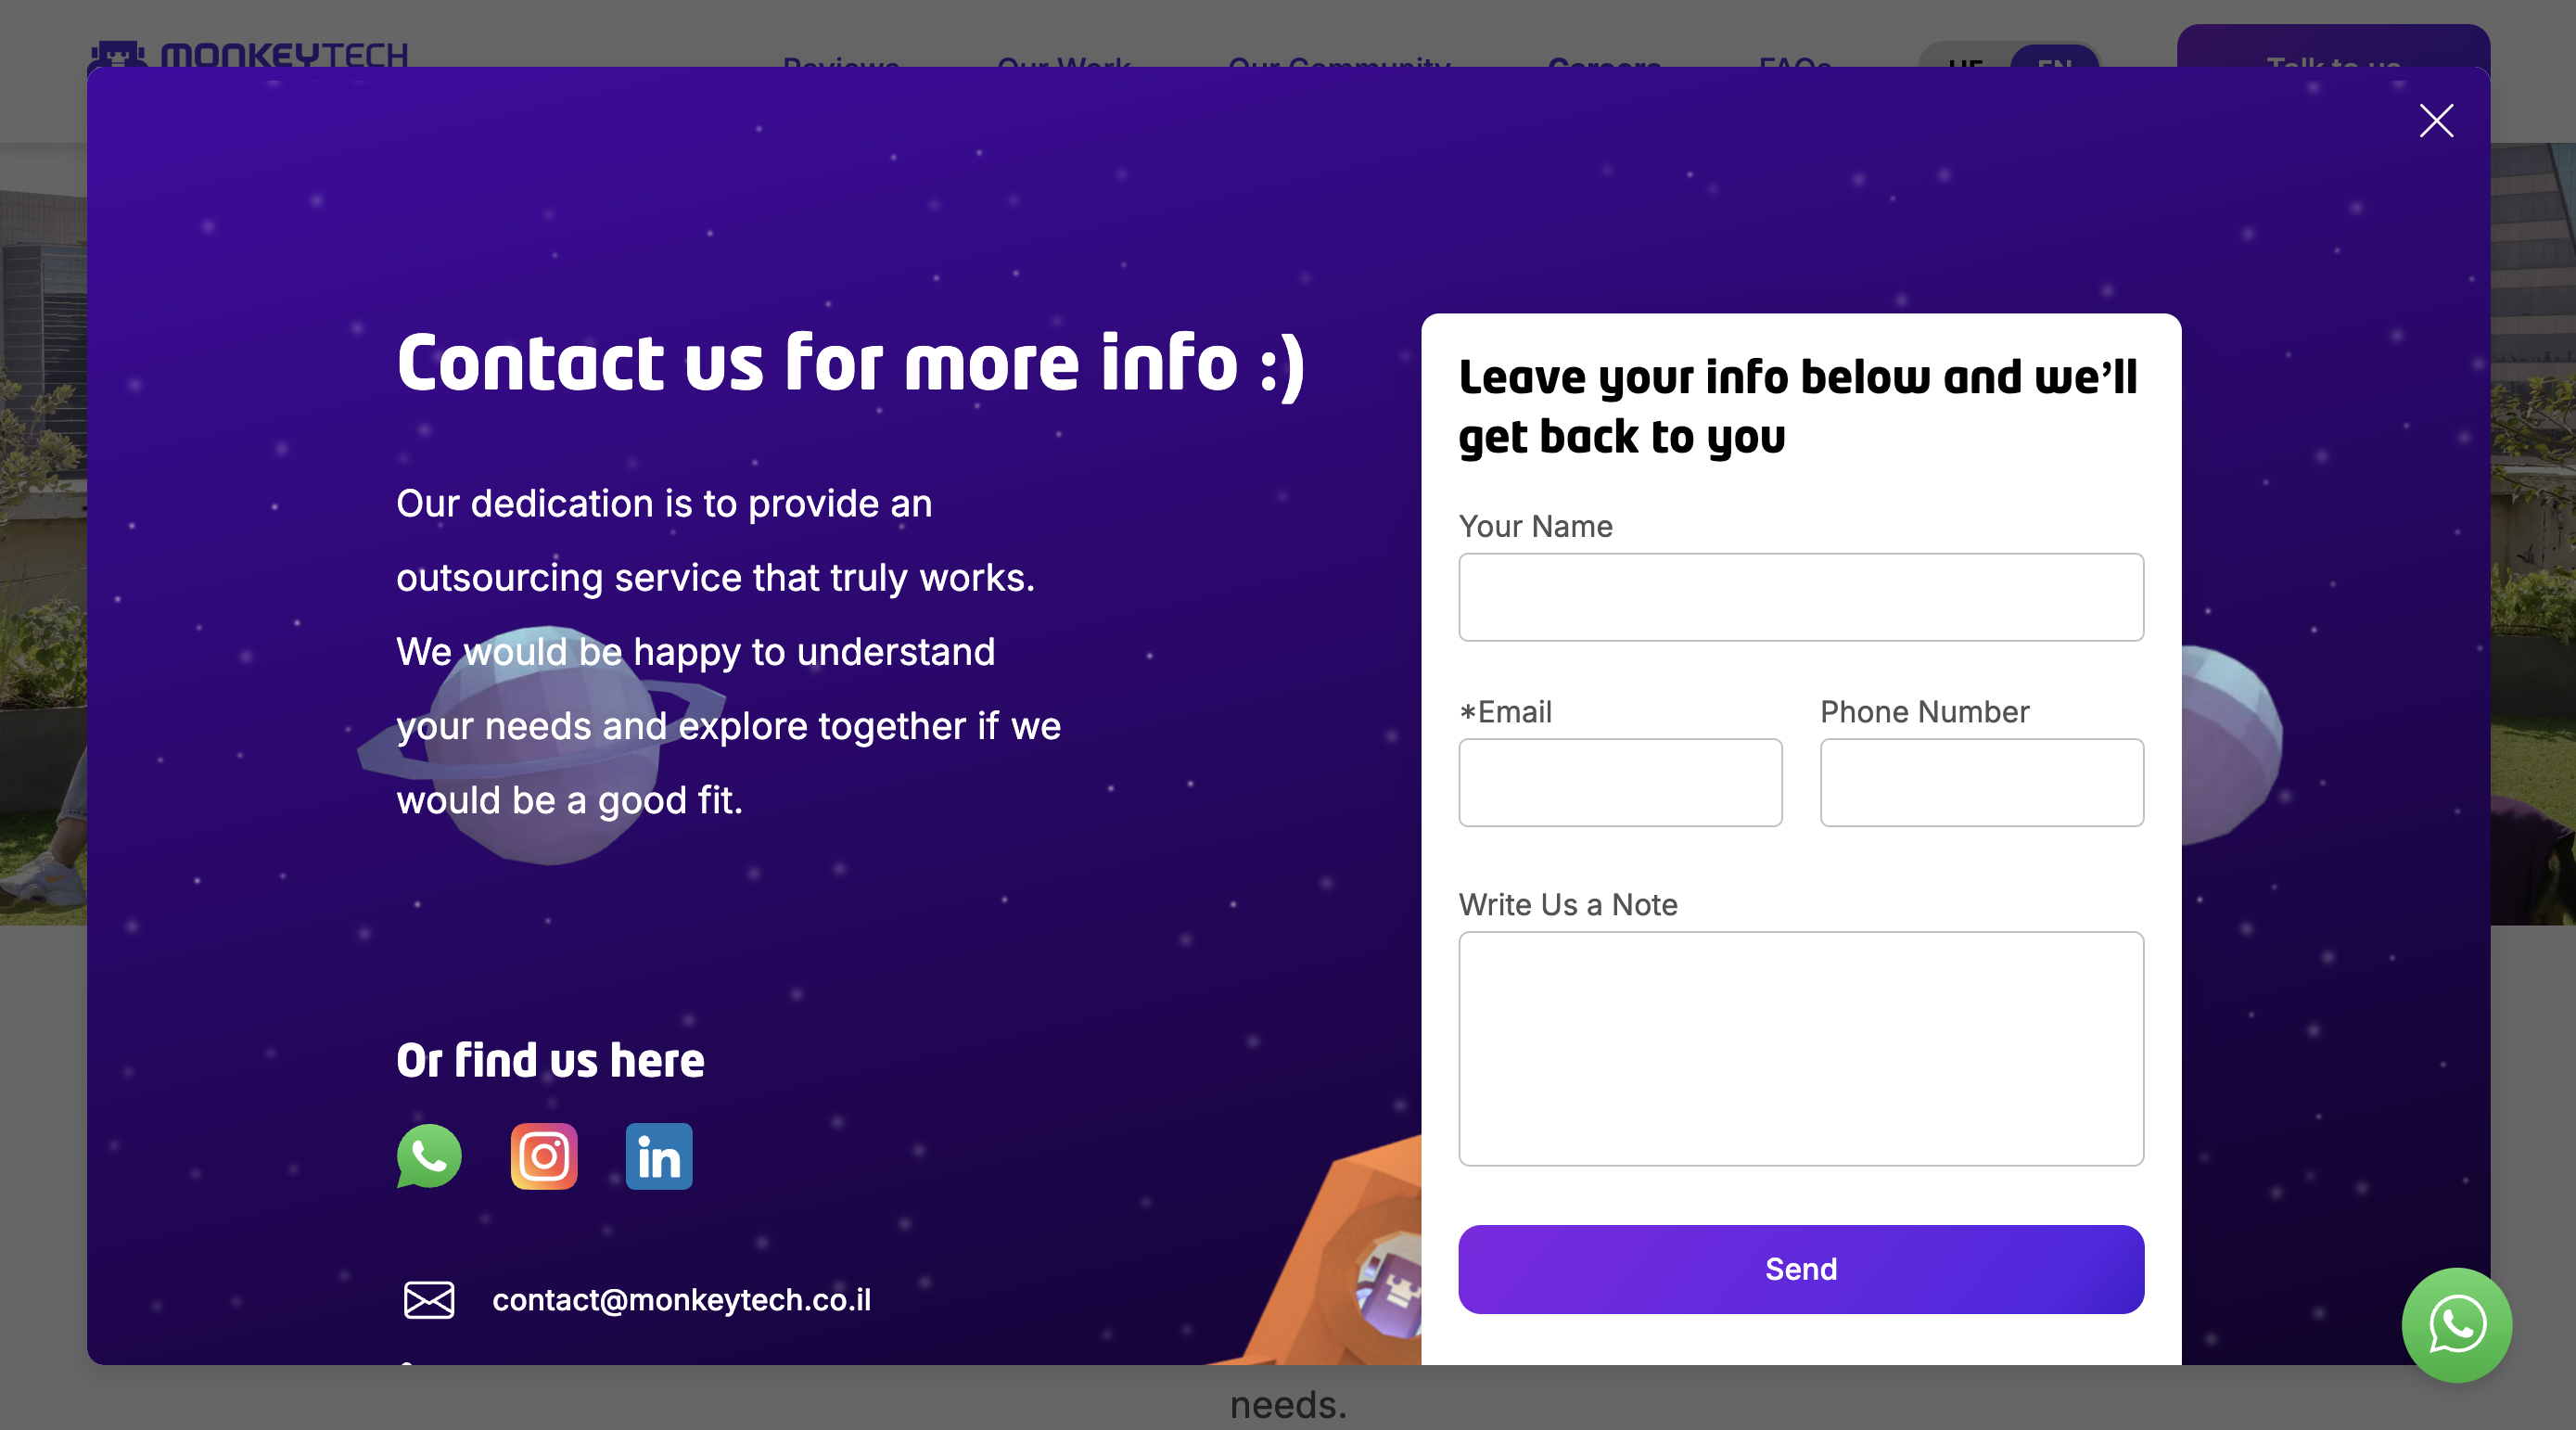 MONKEYTECH
Reviews Our Work Our Community Careers FAQs HE EN Talk to us
Contact us for more info :)
Our dedication is to provide an
outsourcing service that truly works.
We would be happy to understand
your needs and explore together if we
would be a good fit.
Or find us here
in
contact@monkeytech.co.il
Leave your info below and we’ll
get back to you
Your Name
*Email Phone Number
Write Us a Note
Send
needs.